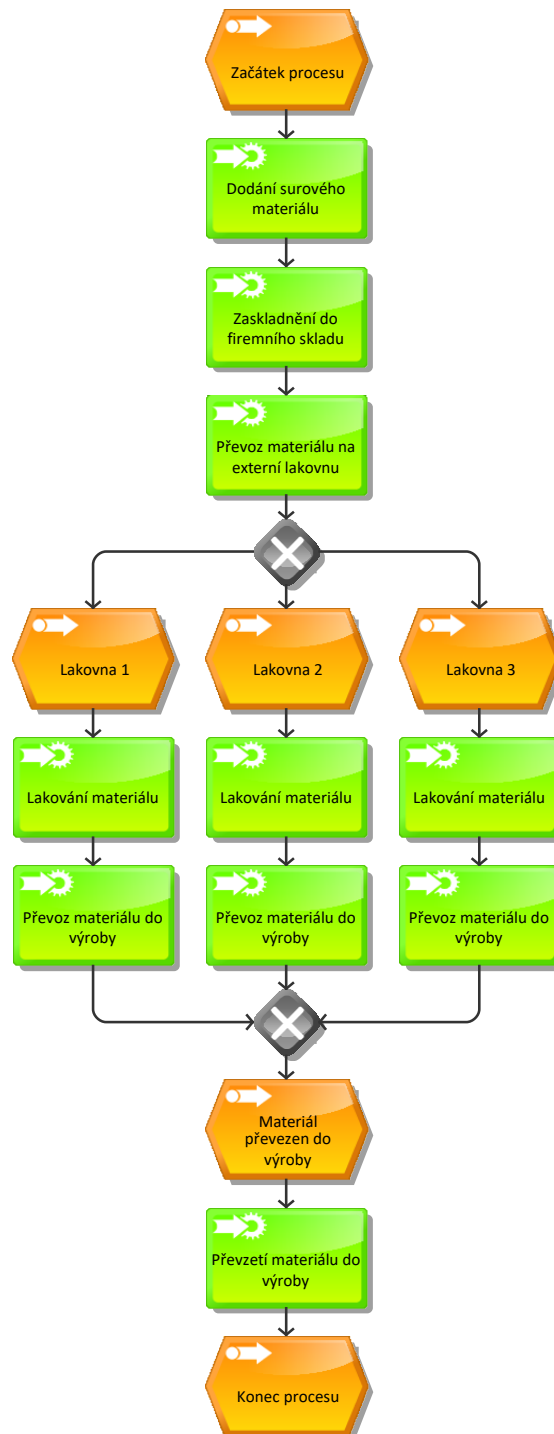 Začátek procesu
Dodání surového
materiálu
Zaskladnění do
firemního skladu
Převoz materiálu na
externí lakovnu
Lakovna 1
Lakovna 2
Lakovna 3
Lakování materiálu
Lakování materiálu
Lakování materiálu
Převoz materiálu do
výroby
Převoz materiálu do
výroby
Převoz materiálu do
výroby
Materiál
převezen do
výroby
Převzetí materiálu do
výroby
Konec procesu